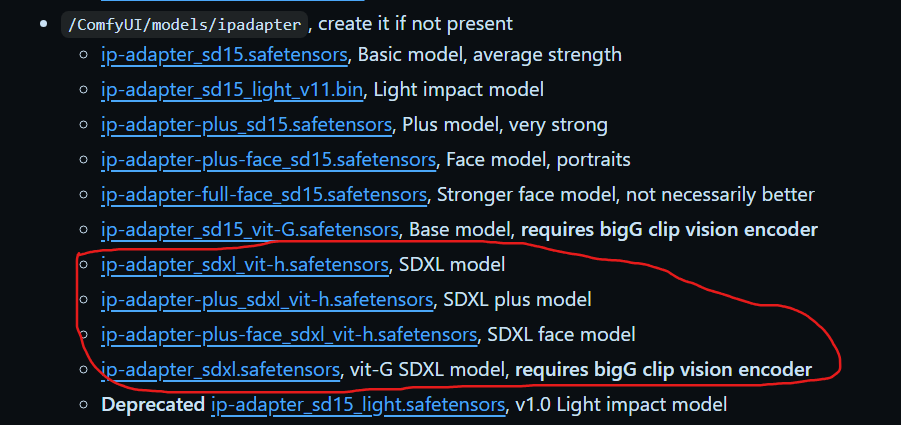 /ComfyUI/models/ipadapter, create it if not present
ip-adapter_sd15.safetensors, Basic model, average strength
ip-adapter_sd15_light_v11.bin, Light impact model
ip-adapter-plus_sd15.safetensors, Plus model, very strong
ip-adapter-plus-face_sd15.safetensors, Face model, portraits
ip-adapter-full-face_sd15.safetensors, Stronger face model, not necessarily better
ip-adapter_sd15_vit-G.safetensors, Base model, requires bigG clip vision encoder
ip-adapter_sdxl_vit-h.safetensors, SDXL model
ip-adapter-plus_sdxl_vit-h.safetensors, SDXL plus model
ip-adapter-plus-face_sdxl_vit-h.safetensors, SDXL face model
ip-adapter_sdxl.safetensors, vit-G SDXL model, requires bigG clip vision encoder
Deprecated ip-adapter_sd15_light.safetensors, v1.0 Light impact model